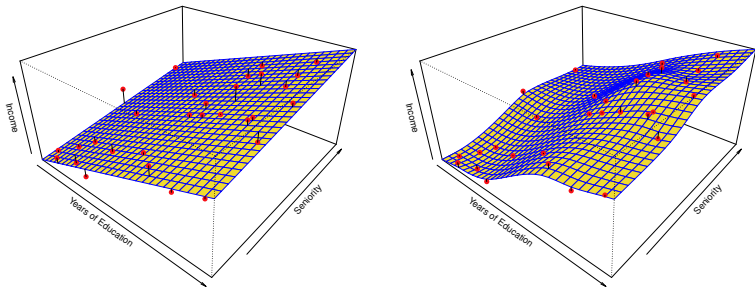 Income
Years of Education
Seniority
Income
Years of Education
Seniority